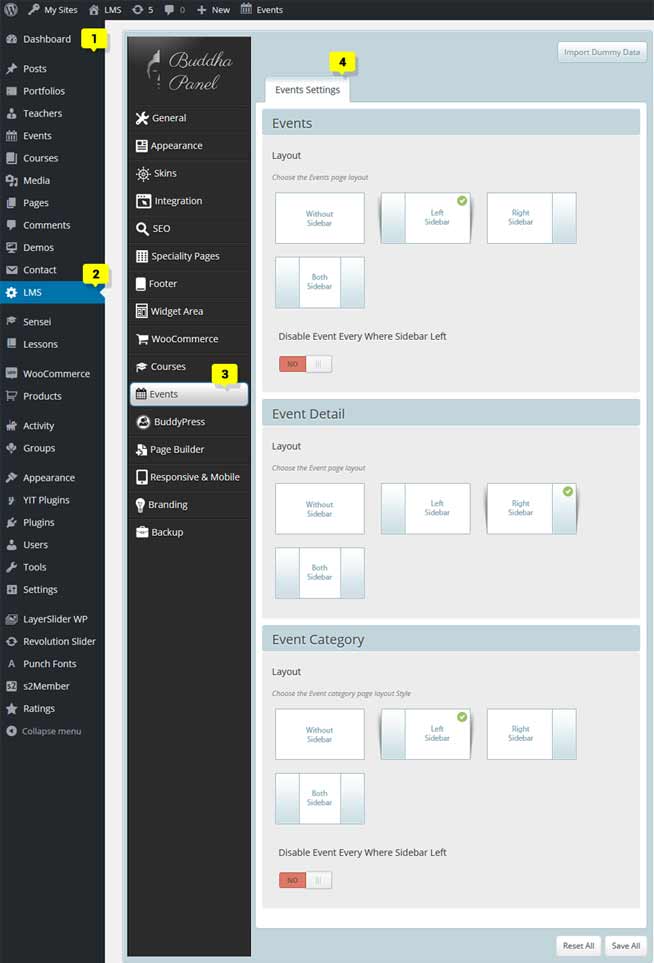 My Sites
LMS
5
0
New
Events
Dashboard
1
Posts
Portfolios
Teachers
Events
Courses
Media
Pages
Comments
Demos
Contact
2
LMS
Sensei
Lessons
WooCommerce
Products
Activity
Groups
Appearance
YIT Plugins
Plugins
Users
Tools
Settings
LayerSlider WP
Revolution Slider
A Punch Fonts
s2 s2Member
Ratings
Collapse menu
Buddha
Panel
General
Appearance
Skins
Integration
SEO
Speciality Pages
Footer
Widget Area
WooCommerce
Courses
3
Events
BuddyPress
Page Builder
Responsive & Mobile
Branding
Backup
Import Dummy Data
4
Events Settings
Events
Layout
Choose the Events page layout
Without
Sidebar
Left
Sidebar
Right
Sidebar
Both
Sidebar
Disable Event Every Where Sidebar Left
NO
Event Detail
Layout
Choose the Event page layout
Without
Sidebar
Left
Sidebar
Right
Sidebar
Both
Sidebar
Event Category
Layout
Choose the Event category page layout Style
Without
Sidebar
Left
Sidebar
Right
Sidebar
Both
Sidebar
Disable Event Every Where Sidebar Left
NO
Reset All
Save All